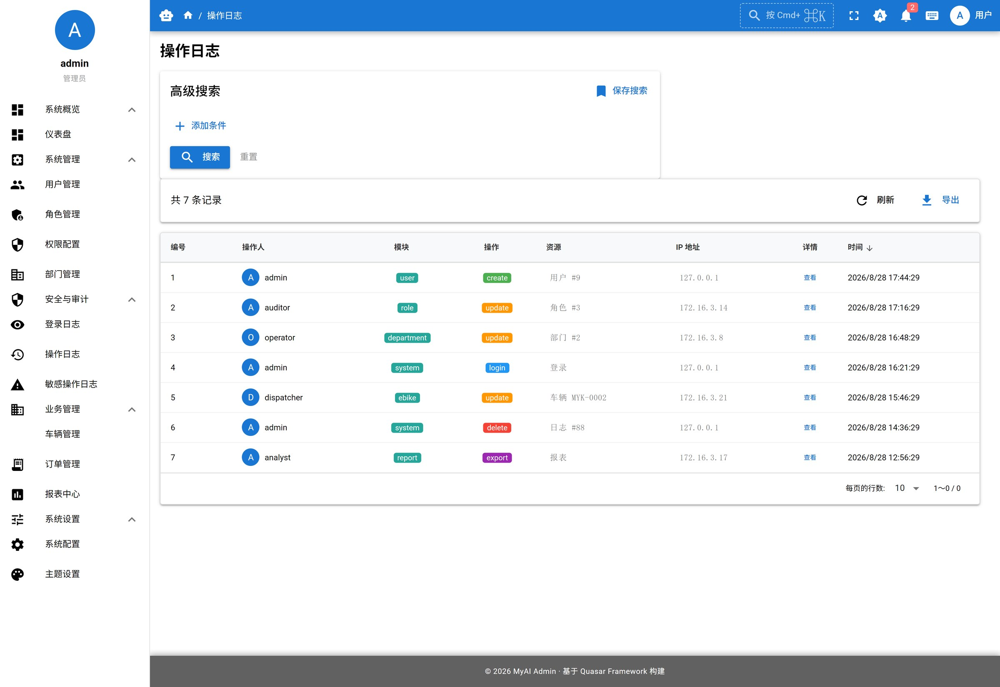 A
admin
管理员
系统概览
仪表盘
系统管理
用户管理
角色管理
权限配置
部门管理
安全与审计
登录日志
操作日志
敏感操作日志
业务管理
车辆管理
订单管理
报表中心
系统设置
系统配置
主题设置
/ 操作日志
按 Cmd+ ⌘K
A
2
A 用户
操作日志
高级搜索
保存搜索
添加条件
搜索 重置
共 7 条记录
刷新 导出
编号 操作人 模块 操作 资源 IP 地址 详情 时间
1 A admin user create 用户 #9 127.0.0.1 查看 2026/8/28 17:44:29
2 A auditor role update 角色 #3 172.16.3.14 查看 2026/8/28 17:16:29
3 O operator department update 部门 #2 172.16.3.8 查看 2026/8/28 16:48:29
4 A admin system login 登录 127.0.0.1 查看 2026/8/28 16:21:29
5 D dispatcher ebike update 车辆 MYK-0002 172.16.3.21 查看 2026/8/28 15:46:29
6 A admin system delete 日志 #88 127.0.0.1 查看 2026/8/28 14:36:29
7 A analyst report export 报表 172.16.3.17 查看 2026/8/28 12:56:29
每页的行数: 10 1～0 / 0
© 2026 MyAI Admin · 基于 Quasar Framework 构建